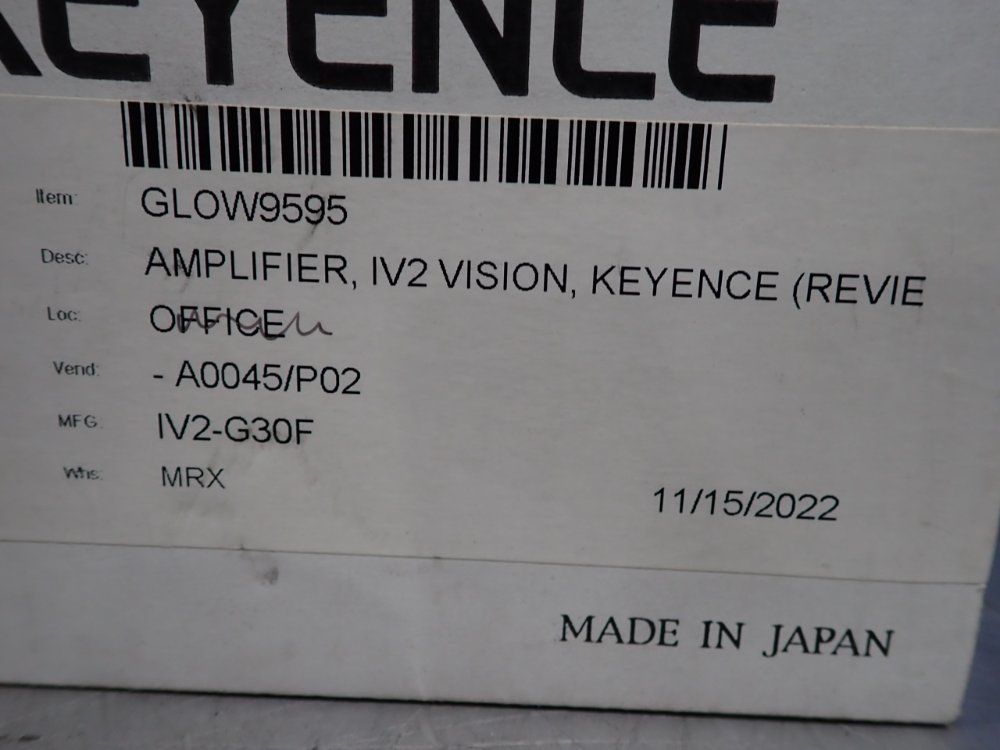 KEYENCE
Item: GLOW9595
Desc: AMPLIFIER, IV2 VISION, KEYENCE (REVIE
Loc: OFFICE
Vend: - A0045/P02
MFG: IV2-G30F
Whs: MRX
11/15/2022
MADE IN JAPAN